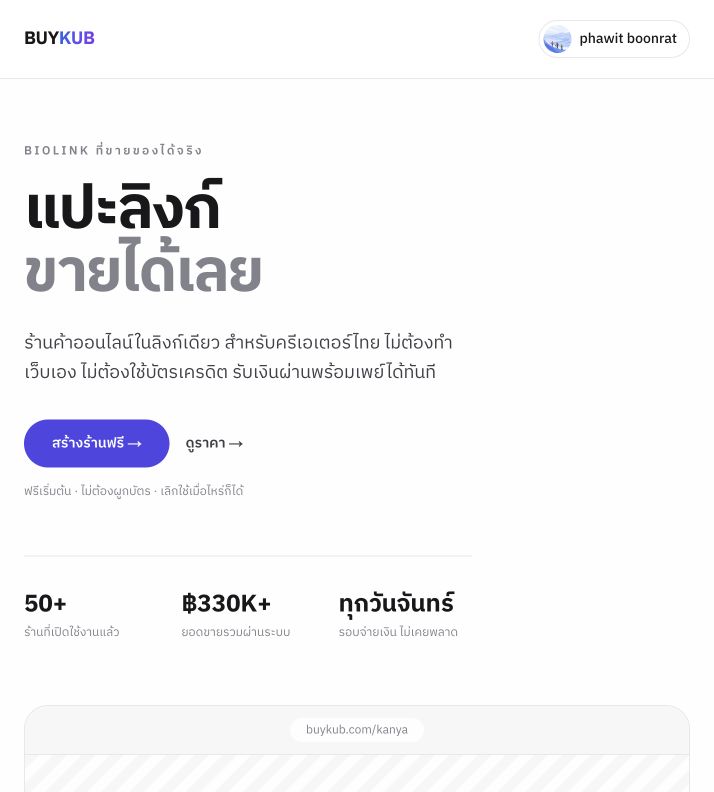 BUYKUB
phawit boonrat
BIOLINK ที่ขายของได้จริง
แปะลิงก์
ขายได้เลย
ร้านค้าออนไลน์ในลิงก์เดียว สำหรับครีเอเตอร์ไทย ไม่ต้องทำ
เว็บเอง ไม่ต้องใช้บัตรเครดิต รับเงินผ่านพร้อมเพย์ได้ทันที
สร้างร้านฟรี →
ดูราคา →
ฟรีเริ่มต้น · ไม่ต้องผูกบัตร · เลิกใช้เมื่อไหร่ก็ได้
50+
฿330K+
ทุกวันจันทร์
ร้านที่เปิดใช้งานแล้ว
ยอดขายรวมผ่านระบบ
รอบจ่ายเงิน ไม่เคยพลาด
buykub.com/kanya